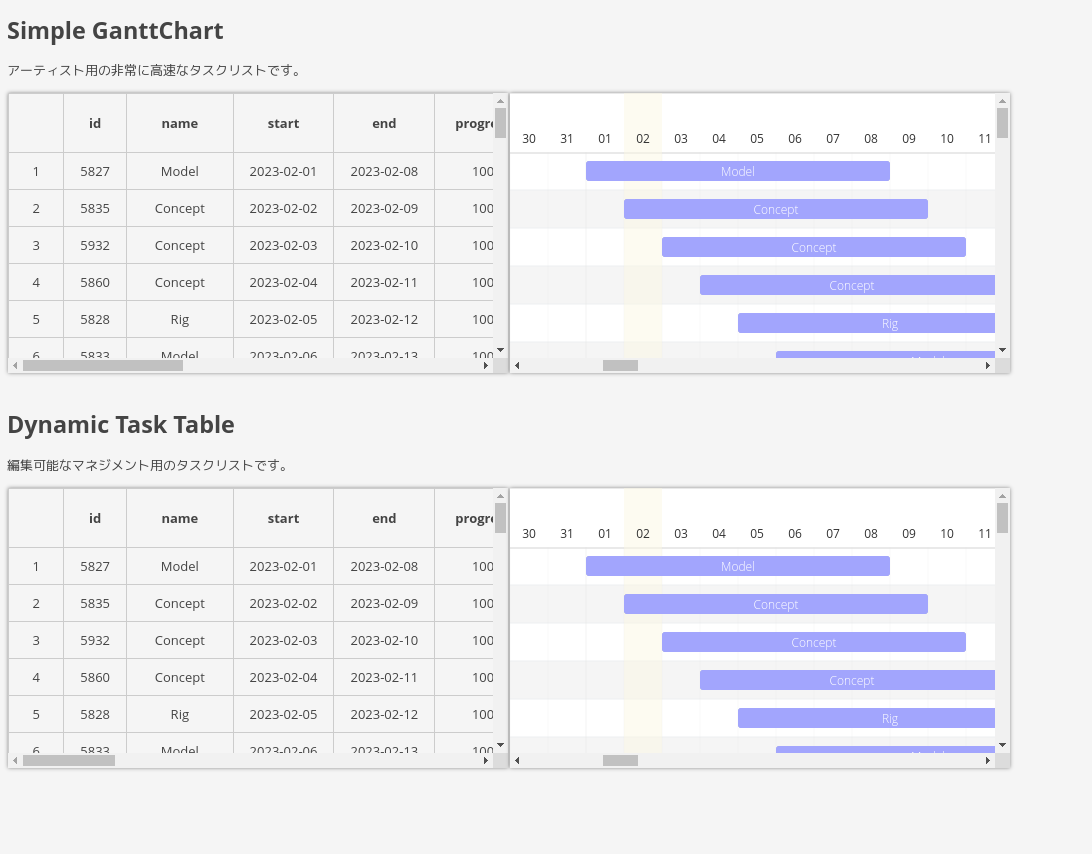 Simple GanttChart
アーティスト用の非常に高速なタスクリストです。
id name start end progre
30 31 01 02 03 04 05 06 07 08 09 10 11
1 5827 Model 2023-02-01 2023-02-08 100 Model
2 5835 Concept 2023-02-02 2023-02-09 100 Concept
3 5932 Concept 2023-02-03 2023-02-10 100 Concept
4 5860 Concept 2023-02-04 2023-02-11 100 Concept
5 5828 Rig 2023-02-05 2023-02-12 100 Rig
6 5833 Model 2023-02-06 2023-02-13 100 Model
Dynamic Task Table
編集可能なマネジメント用のタスクリストです。
id name start end progre
30 31 01 02 03 04 05 06 07 08 09 10 11
1 5827 Model 2023-02-01 2023-02-08 100 Model
2 5835 Concept 2023-02-02 2023-02-09 100 Concept
3 5932 Concept 2023-02-03 2023-02-10 100 Concept
4 5860 Concept 2023-02-04 2023-02-11 100 Concept
5 5828 Rig 2023-02-05 2023-02-12 100 Rig
6 5833 Model 2023-02-06 2023-02-13 100 Model